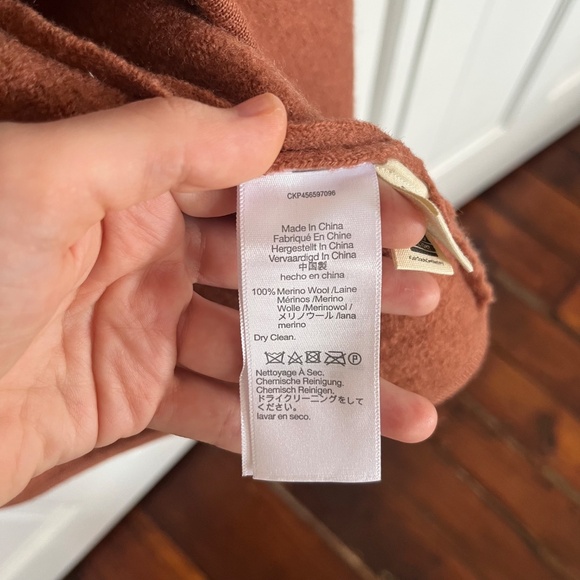 CKP456597096
Made In China
Fabriqué En Chine
Hergestellt In China
Vervaardigd In China
中国製
hecho en china
100% Merino Wool /Laine
Mérinos /Merino
Wolle /Merinowol /
メリノウール /lana
merino
Dry Clean.
P
Nettoyage À Sec.
Chemische Reinigung.
Chemisch Reinigen.
ドライクリーニングをして
ください。
lavar en seco.